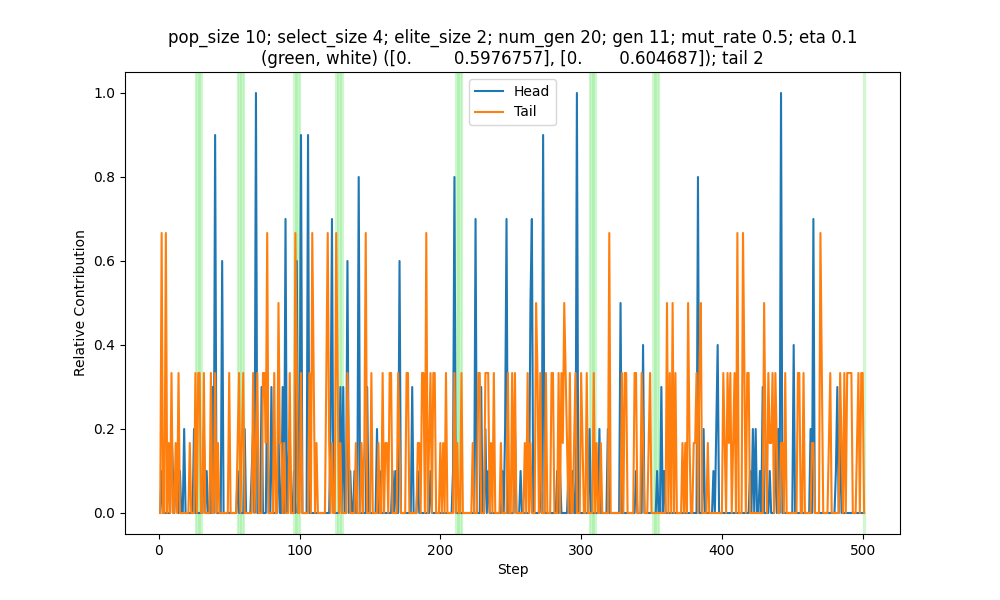 pop_size 10; select_size 4; elite_size 2; num_gen 20; gen 11; mut_rate 0.5; eta 0.1
(green, white) ([0. 0.5976757], [0. 0.604687]); tail 2
Head
Tail
Relative Contribution
1.0
0.8
0.6
0.4
0.2
0.0
0 100 200 300 400 500
Step